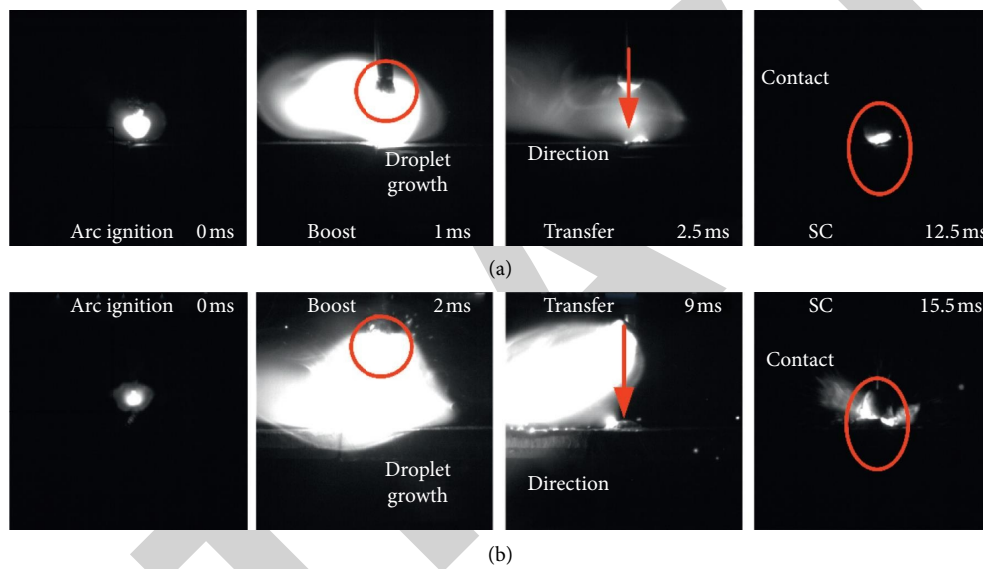 Contact
Direction
Droplet
growth
Arc ignition 0 ms
Boost 1 ms
Transfer 2.5 ms
SC 12.5 ms
(a)
Arc ignition 0 ms
Boost 2 ms
Transfer 9 ms
SC 15.5 ms
Contact
Droplet
growth
Direction
(b)